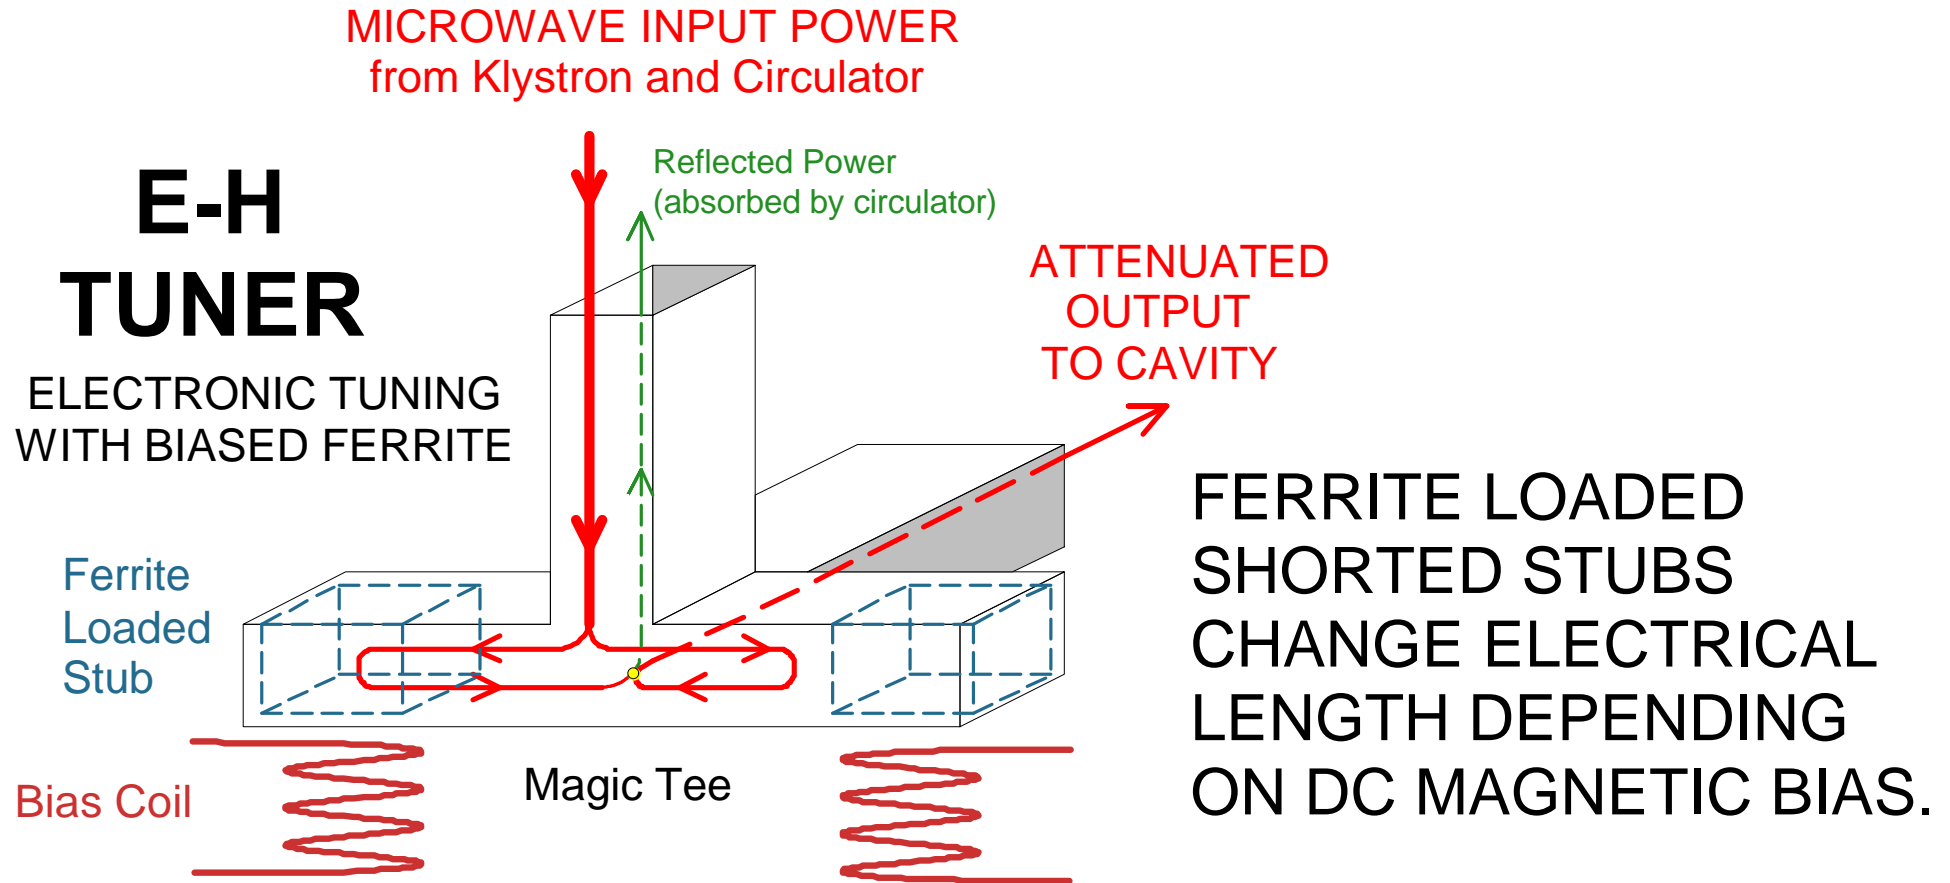 MICROWAVE INPUT POWER
from Klystron and Circulator
Reflected Power
(absorbed by circulator)
E-H
TUNER
ELECTRONIC TUNING
WITH BIASED FERRITE
ATTENUATED
OUTPUT
TO CAVITY
Ferrite
Loaded
Stub
FERRITE LOADED
SHORTED STUBS
CHANGE ELECTRICAL
LENGTH DEPENDING
ON DC MAGNETIC BIAS.
Bias Coil
Magic Tee